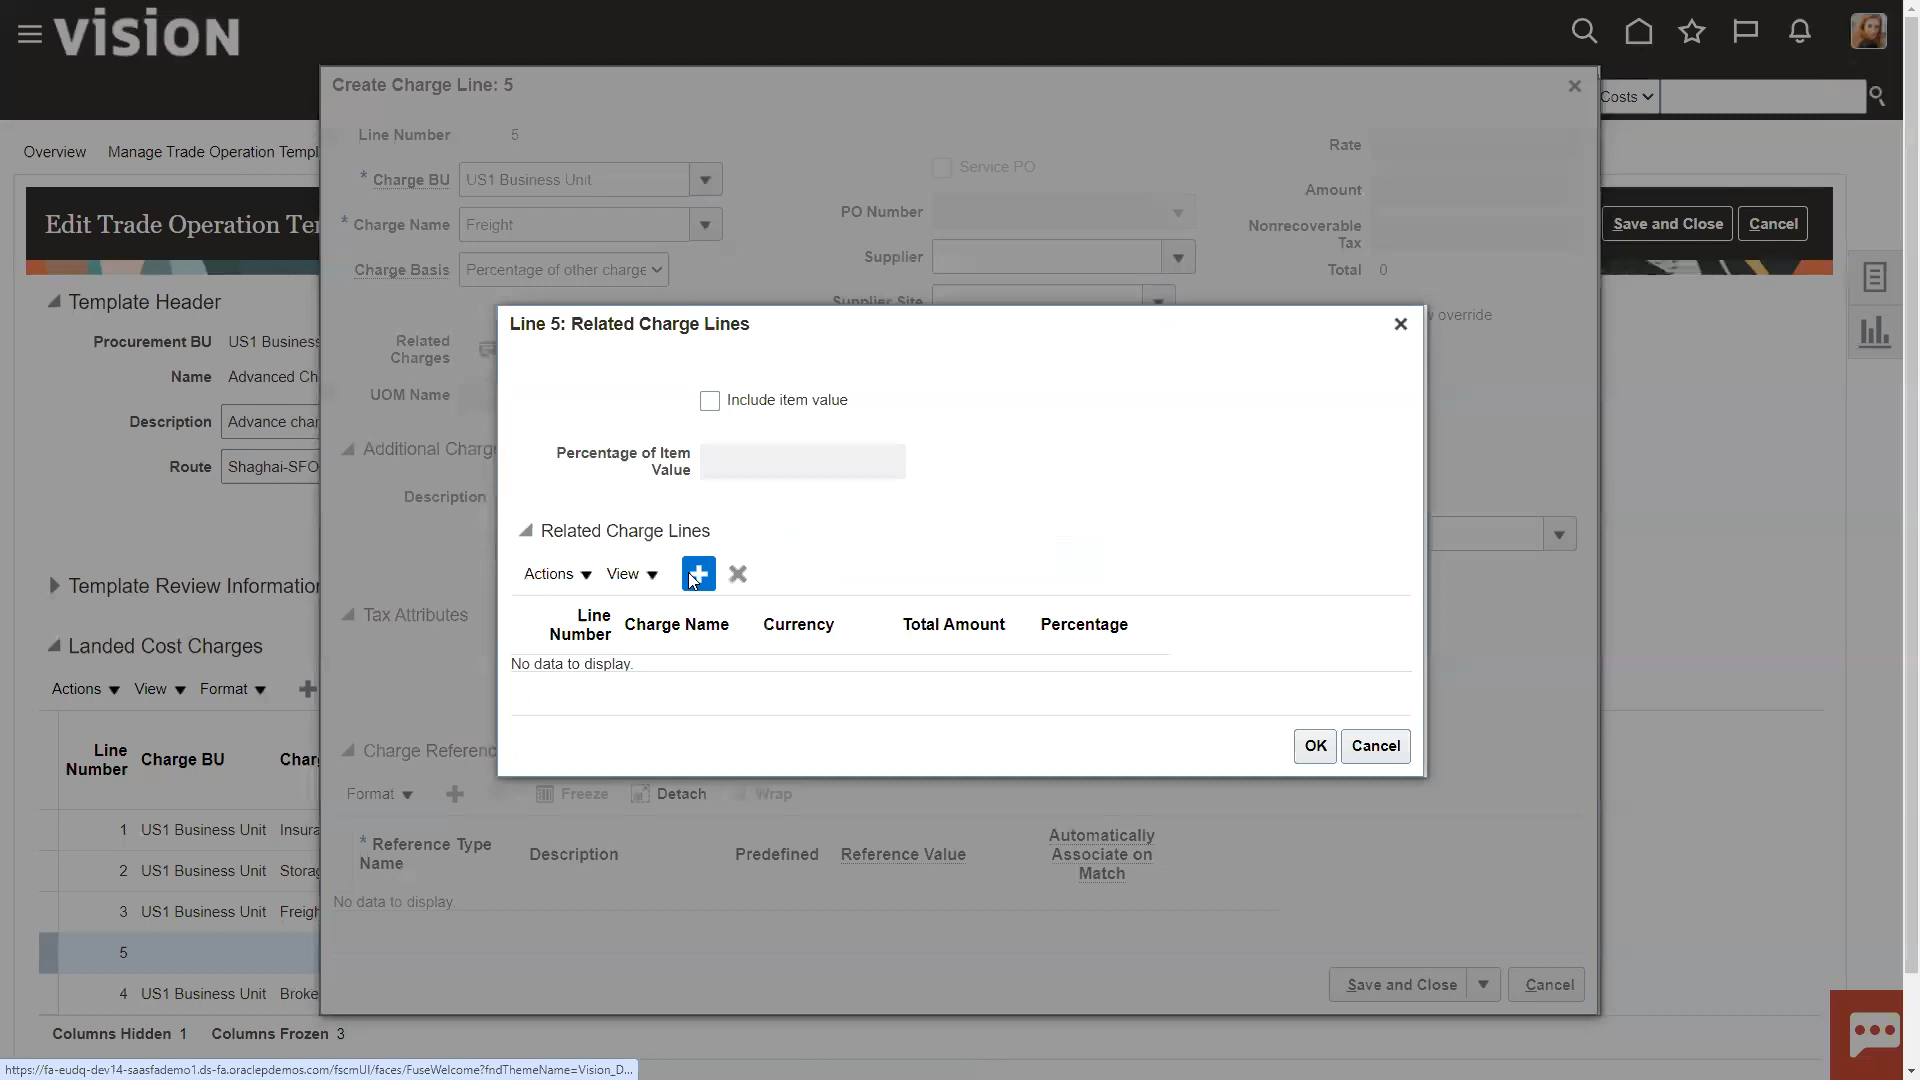 vision
Costs
Create Charge Line: 5
Overview
Manage Trade Operation Templ
Line Number 5
* Charge BU US1 Business Unit
* Charge Name Freight
Charge Basis Percentage of other charge
Related
Charges
UOM Name
Service PO
PO Number
Supplier
Supplier Site
Rate
Amount
Nonrecoverable
Tax
Total 0
override
Edit Trade Operation Te
Save and Close
Cancel
Template Header
Procurement BU US1 Business
Name Advanced Ch
Description Advance char
Route Shaghai-SFO
Template Review Information
Landed Cost Charges
Actions View Format
Line
Number
Charge BU
Charg
1 US1 Business Unit Insura
2 US1 Business Unit Storag
3 US1 Business Unit Freigh
5
4 US1 Business Unit Broke
Columns Hidden 1 Columns Frozen 3
Additional Charg
Description
Tax Attributes
Charge Referenc
Format Freeze Detach Wrap
* Reference Type
Name
Description
Predefined
Reference Value
Automatically
Associate on
Match
No data to display.
Save and Close
Cancel
Line 5: Related Charge Lines
Include item value
Percentage of Item
Value
Related Charge Lines
Actions View
Line
Number
Charge Name
Currency
Total Amount
Percentage
No data to display.
OK
Cancel
https://fa-eudq-dev14-saasfademo1.ds-fa.oraclepdemos.com/fscmUI/faces/FuseWelcome?fndThemeName=Vision_D...